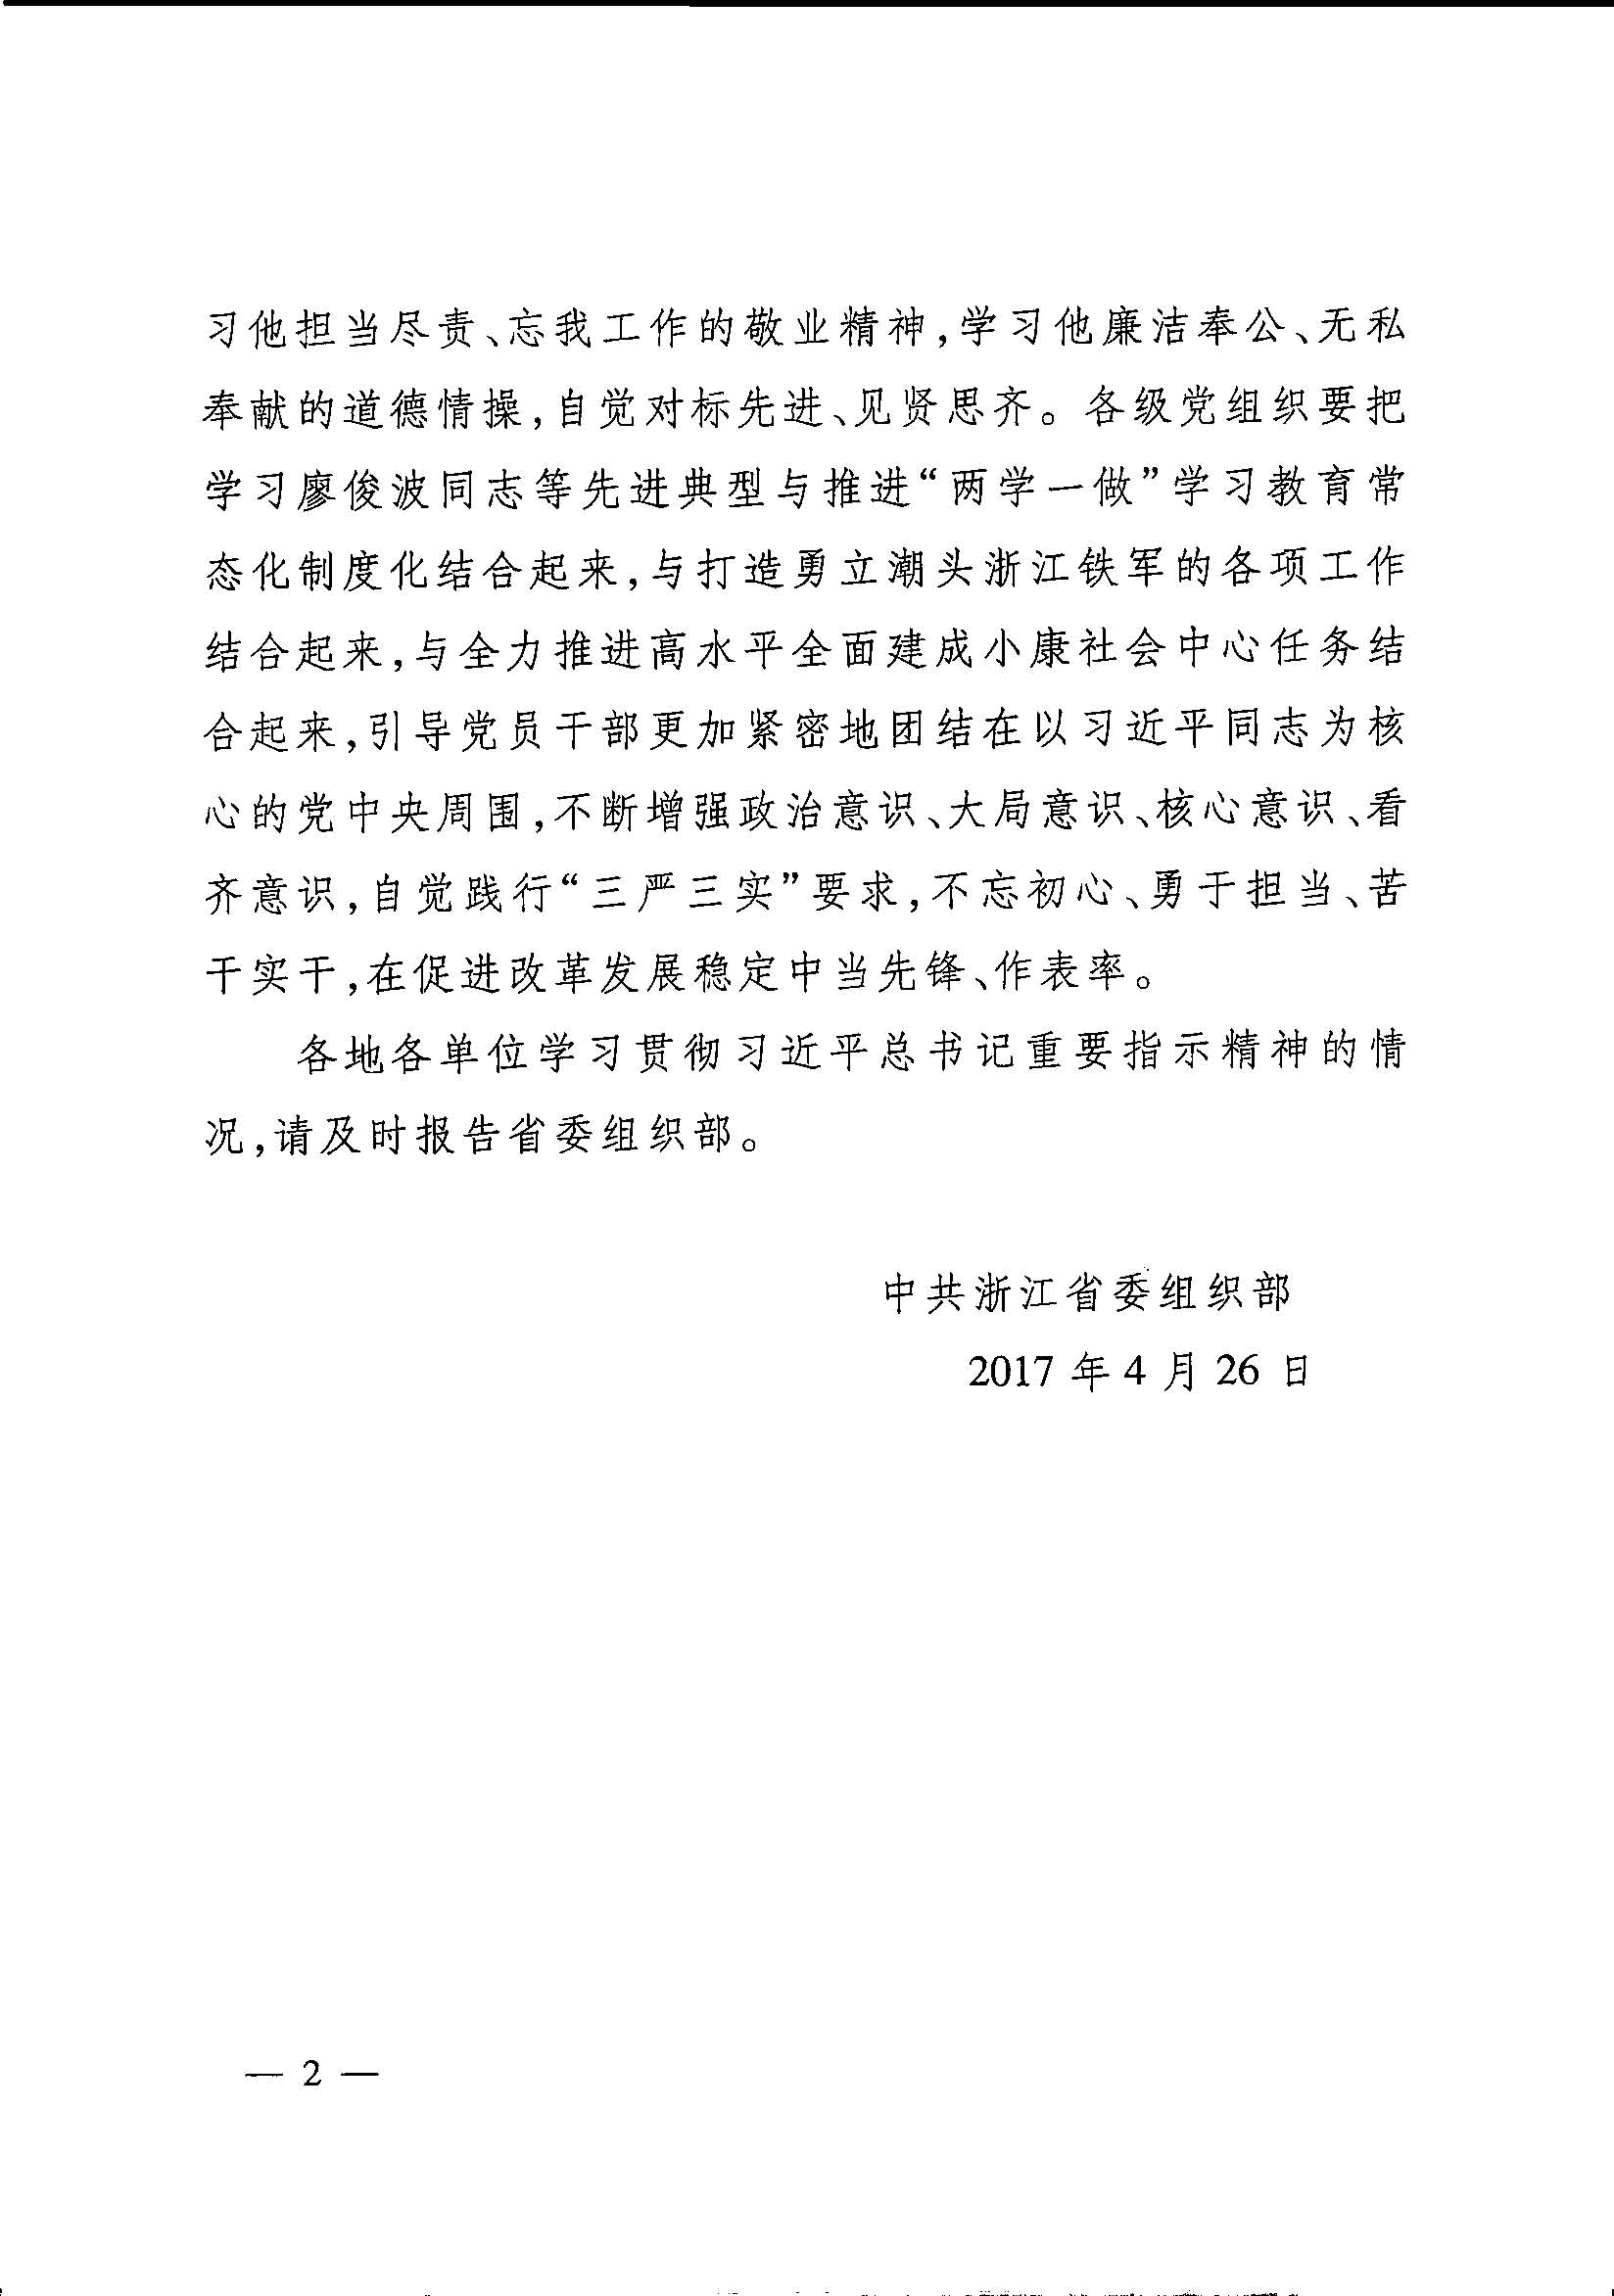 习他担当尽责、忘我工作的敬业精神,学习他廉洁奉公、无私
奉献的道德情操,自觉对标先进、见贤思齐。各级党组织要把
学习廖俊波同志等先进典型与推进“两学一做”学习教育常
态化制度化结合起来,与打造勇立潮头浙江铁军的各项工作
结合起来,与全力推进高水平全面建成小康社会中心任务结
合起来,引导党员干部更加紧密地团结在以习近平同志为核
心的党中央周围,不断增强政治意识、大局意识、核心意识、看
齐意识,自觉践行“三严三实”要求,不忘初心、勇于担当、苦
干实干,在促进改革发展稳定中当先锋、作表率。
各地各单位学习贯彻习近平总书记重要指示精神的情
况,请及时报告省委组织部。
中共浙江省委组织部
2017 年 4 月 26 日
— 2 —